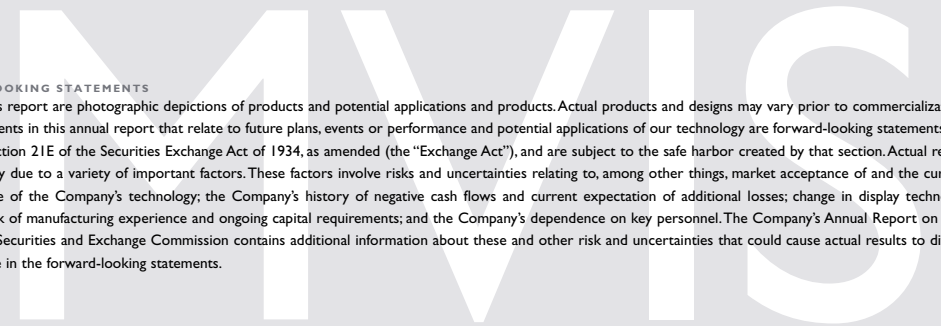 MVIS
OOKING STATEMENTS
s report are photographic depictions of products and potential applications and products. Actual products and designs may vary prior to commercializa
ents in this annual report that relate to future plans, events or performance and potential applications of our technology are forward-looking statements
ction 21E of the Securities Exchange Act of 1934, as amended (the “Exchange Act”), and are subject to the safe harbor created by that section. Actual re
y due to a variety of important factors. These factors involve risks and uncertainties relating to, among other things, market acceptance of and the cur
e of the Company’s technology; the Company’s history of negative cash flows and current expectation of additional losses; change in display techn
k of manufacturing experience and ongoing capital requirements; and the Company’s dependence on key personnel. The Company’s Annual Report on
Securities and Exchange Commission contains additional information about these and other risk and uncertainties that could cause actual results to di
e in the forward-looking statements.